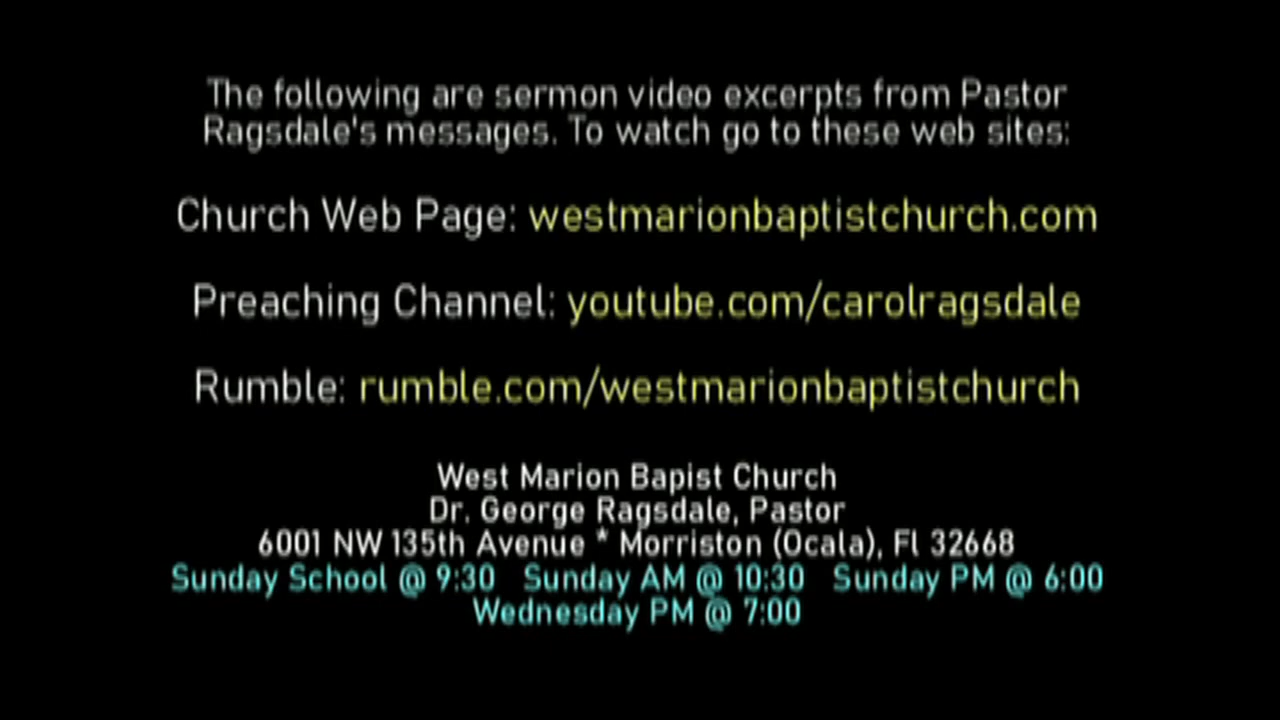 The following are sermon video excerpts from Pastor
Ragsdale's messages. To watch go to these web sites:
Church Web Page: westmarionbaptistchurch.com
Preaching Channel: youtube.com/carolragsdale
Rumble: rumble.com/westmarionbaptistchurch
West Marion Bapist Church
Dr. George Ragsdale, Pastor
6001 NW 135th Avenue * Morriston (Ocala), Fl 32668
Sunday School @ 9:30 Sunday AM @ 10:30 Sunday PM @ 6:00
Wednesday PM @ 7:00